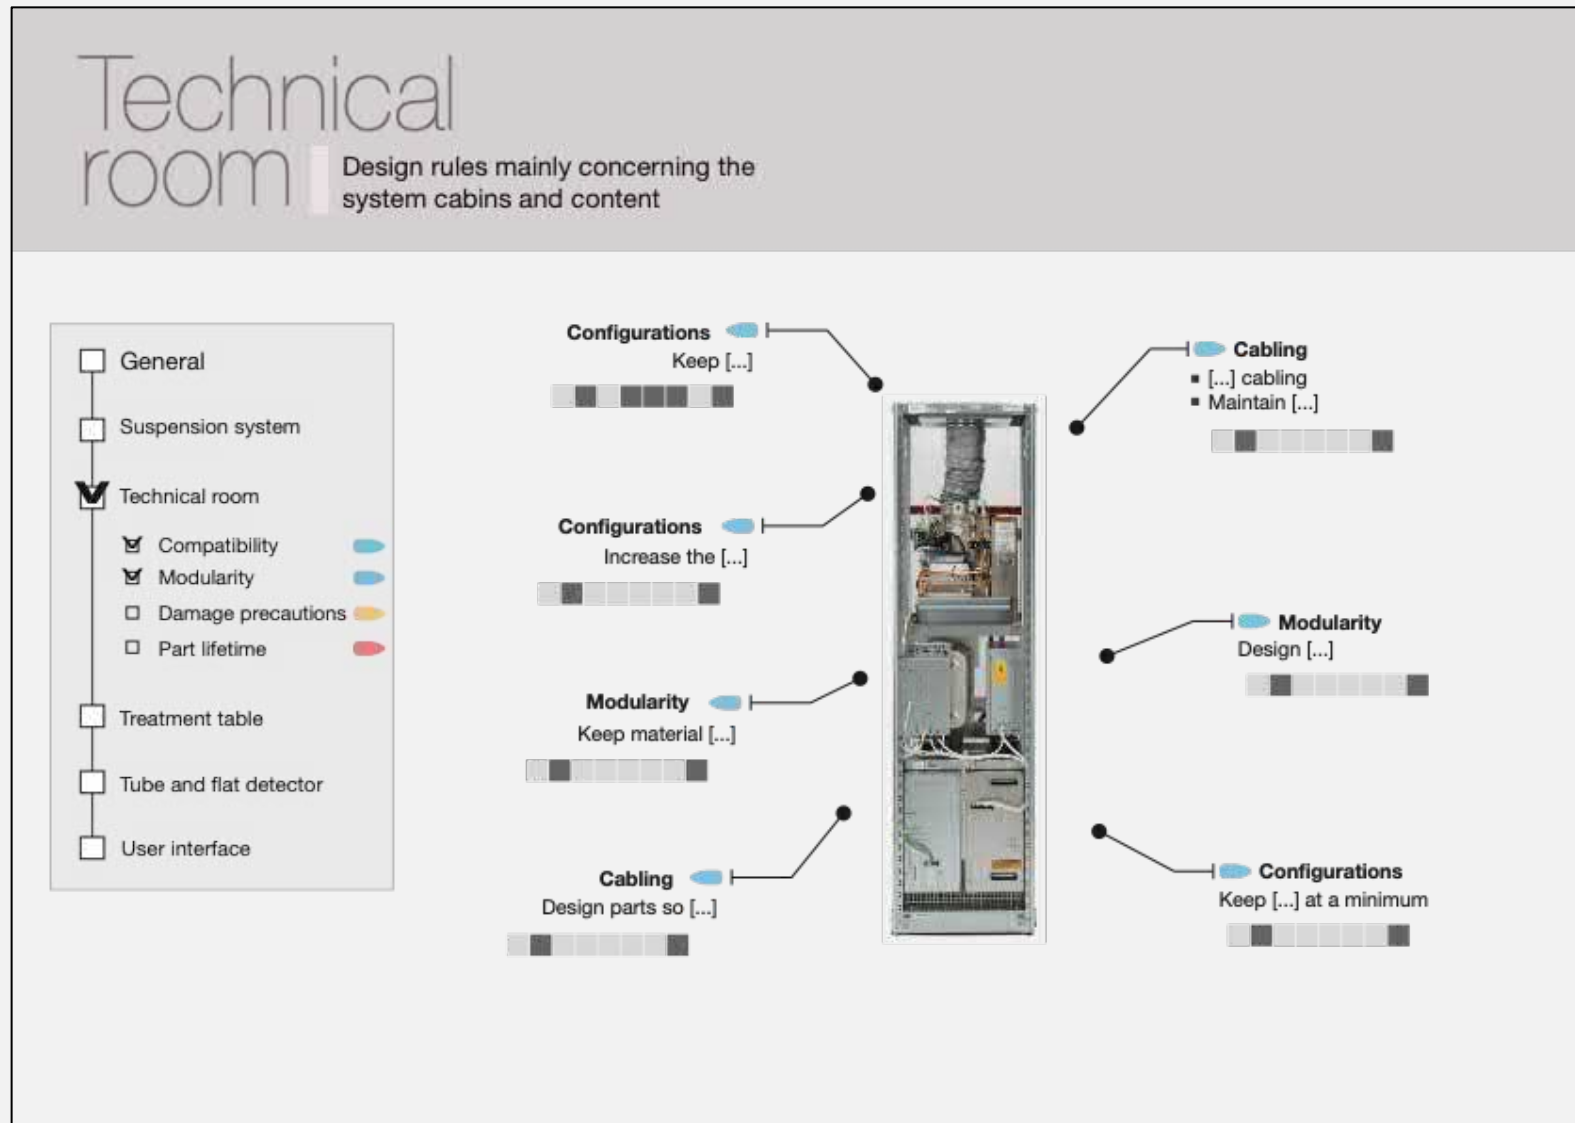 Technical
room
Design rules mainly concerning the
system cabins and content
General
Suspension system
Technical room
Compatibility
Modularity
Damage precautions
Part lifetime
Treatment table
Tube and flat detector
User interface
Configurations
Keep [...]
Configurations
Increase the [...]
Modularity
Keep material [...]
Cabling
Design parts so [...]
Cabling
▪ [...] cabling
▪ Maintain [...]
Modularity
Design [...]
Configurations
Keep [...] at a minimum